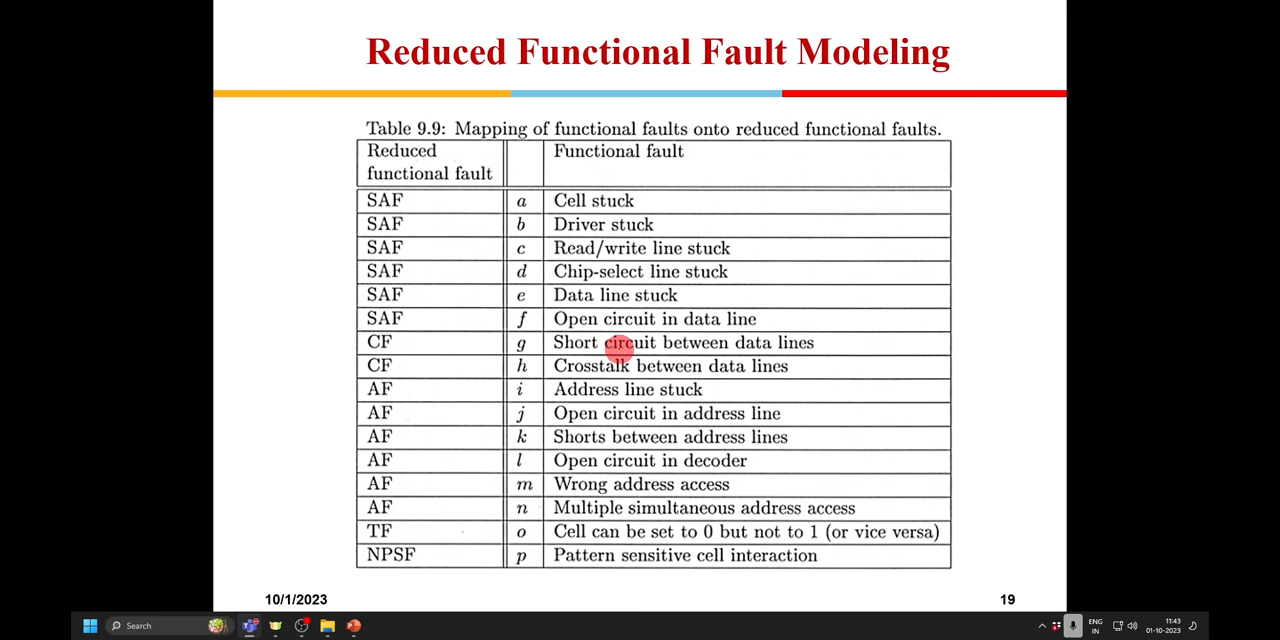 Reduced Functional Fault Modeling
Table 9.9: Mapping of functional faults onto reduced functional faults.
Reduced functional fault Functional fault
SAF a Cell stuck
SAF b Driver stuck
SAF c Read/write line stuck
SAF d Chip-select line stuck
SAF e Data line stuck
SAF f Open circuit in data line
CF g Short circuit between data lines
CF h Crosstalk between data lines
AF i Address line stuck
AF j Open circuit in address line
AF k Shorts between address lines
AF l Open circuit in decoder
AF m Wrong address access
AF n Multiple simultaneous address access
TF o Cell can be set to 0 but not to 1 (or vice versa)
NPSF p Pattern sensitive cell interaction
10/1/2023 19
Search ENG 11:43
IN 01-10-2023